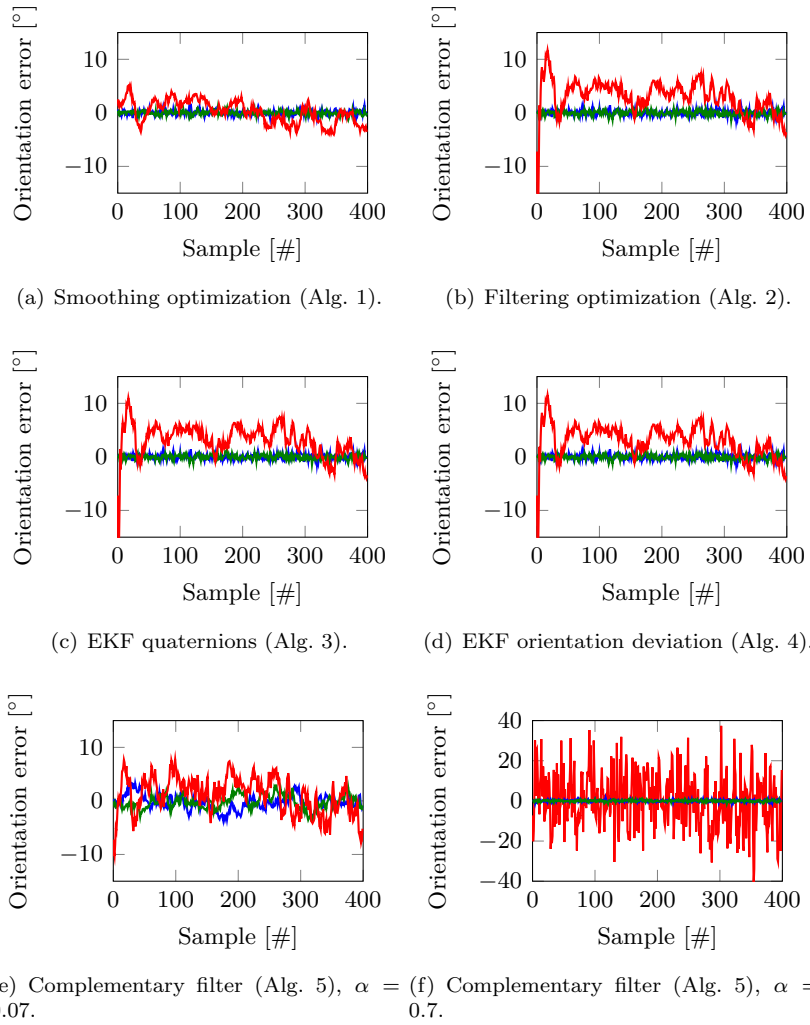 Orientation error [°]
10
0
−10
0 100 200 300 400
Sample [#]
(a) Smoothing optimization (Alg. 1).
Orientation error [°]
10
0
−10
0 100 200 300 400
Sample [#]
(b) Filtering optimization (Alg. 2).
Orientation error [°]
10
0
−10
0 100 200 300 400
Sample [#]
(c) EKF quaternions (Alg. 3).
Orientation error [°]
10
0
−10
0 100 200 300 400
Sample [#]
(d) EKF orientation deviation (Alg. 4).
Orientation error [°]
10
0
−10
0 100 200 300 400
Sample [#]
e) Complementary filter (Alg. 5), α =
.07.
Orientation error [°]
40
20
0
−20
−40
0 100 200 300 400
Sample [#]
(f) Complementary filter (Alg. 5), α =
0.7.